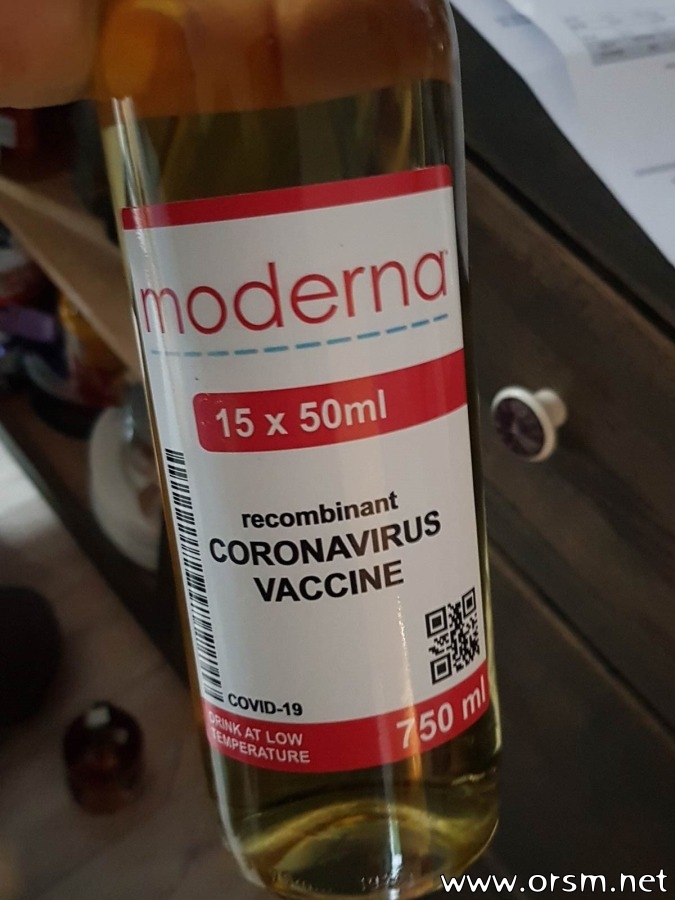 moderna
15 x 50ml
recombinant
CORONAVIRUS
VACCINE
COVID-19
DRINK AT LOW
TEMPERATURE
750 ml
www.orsm.net